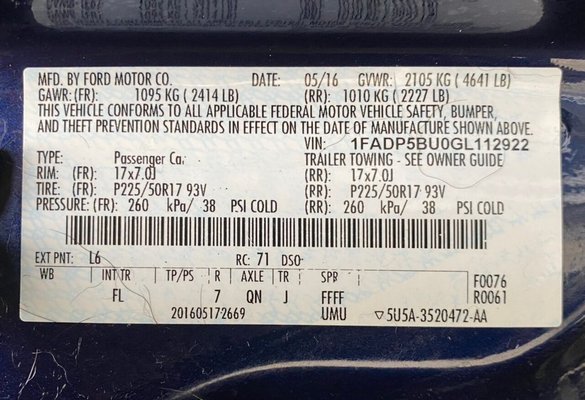 MFD. BY FORD MOTOR CO. DATE: 05/16 GVWR: 2105 KG ( 4641 LB)
GAWR:(FR): 1095 KG ( 2414 LB) (RR): 1010 KG ( 2227 LB)
THIS VEHICLE CONFORMS TO ALL APPLICABLE FEDERAL MOTOR VEHICLE SAFETY, BUMPER,
AND THEFT PREVENTION STANDARDS IN EFFECT ON THE DATE OF MANUFACTURE SHOWN ABOVE.
VIN: 1FADP5BU0GL112922
TYPE: Passenger Ca. TRAILER TOWING - SEE OWNER GUIDE
RIM: (FR): 17x7.0J (RR): 17x7.0J
TIRE: (FR): P225/50R17 93V (RR): P225/50R17 93V
PRESSURE: (FR): 260 kPa/ 38 PSI COLD (RR): 260 kPa/ 38 PSI COLD
EXT PNT: L6 RC: 71 DSO:
WB INT TR TP/PS R AXLE TR SPR F0076
FL 7 QN J FFFF R0061
201605172669 UMU ▽5U5A-3520472-AA